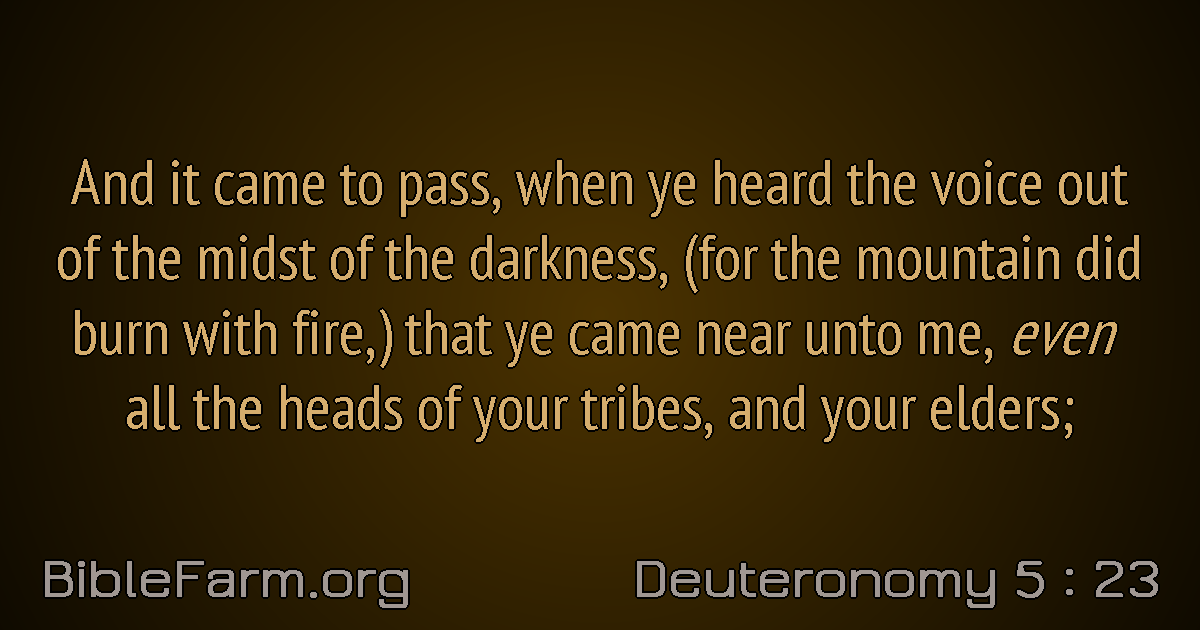 And it came to pass, when ye heard the voice out
of the midst of the darkness, (for the mountain did
burn with fire,) that ye came near unto me, even
all the heads of your tribes, and your elders;
BibleFarm.org
Deuteronomy 5 : 23